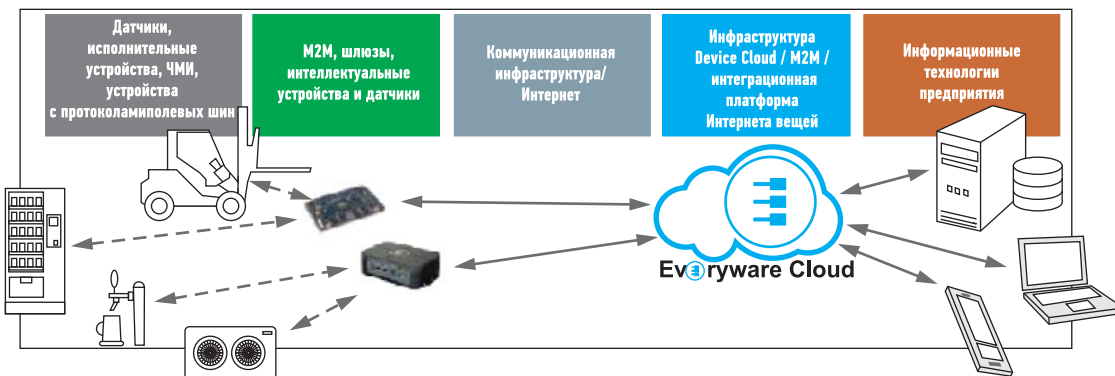 Датчики,
исполнительные
устройства, ЧМИ,
устройства
с протоколамиполевых шин
M2M, шлюзы,
интеллектуальные
устройства и датчики
Коммуникационная
инфраструктура/
Интернет
Инфраструктура
Device Cloud / M2M /
интеграционная
платформа
Интернета вещей
Информационные
технологии
предприятия
Everyware Cloud